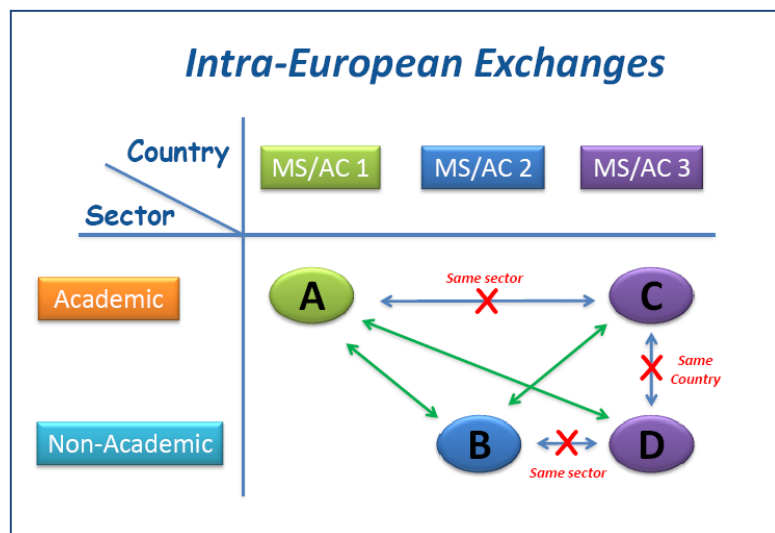 Intra-European Exchanges
Country
Sector
MS/AC 1
MS/AC 2
MS/AC 3
Academic
A
Same sector
C
Same
Country
Non-Academic
B
Same sector
D